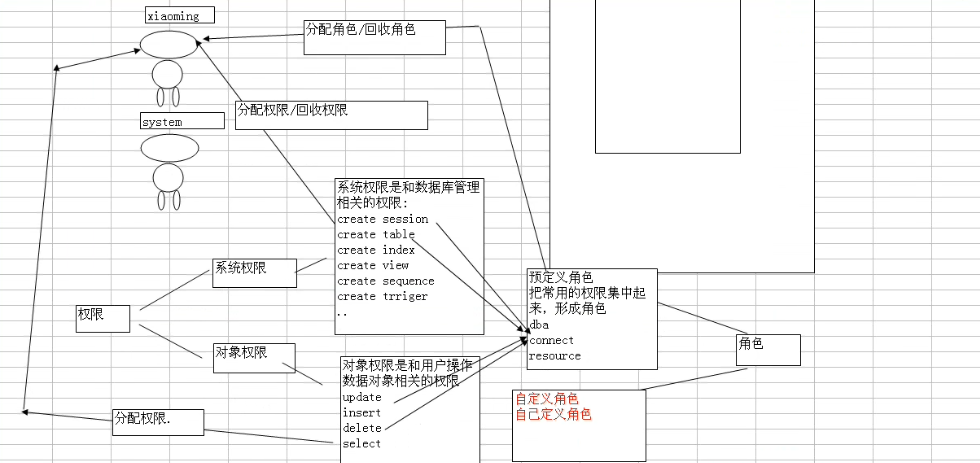 xiaoming
分配角色/回收角色
分配权限/回收权限
system
系统权限是和数据库管理
相关的权限:
create session
create table
create index
create view
create sequence
create trriger
..
系统权限
权限
对象权限
对象权限是和用户操作
数据对象相关的权限
update
insert
delete
select
分配权限.
预定义角色
把常用的权限集中起
来，形成角色
dba
connect
resource
角色
自定义角色
自己定义角色